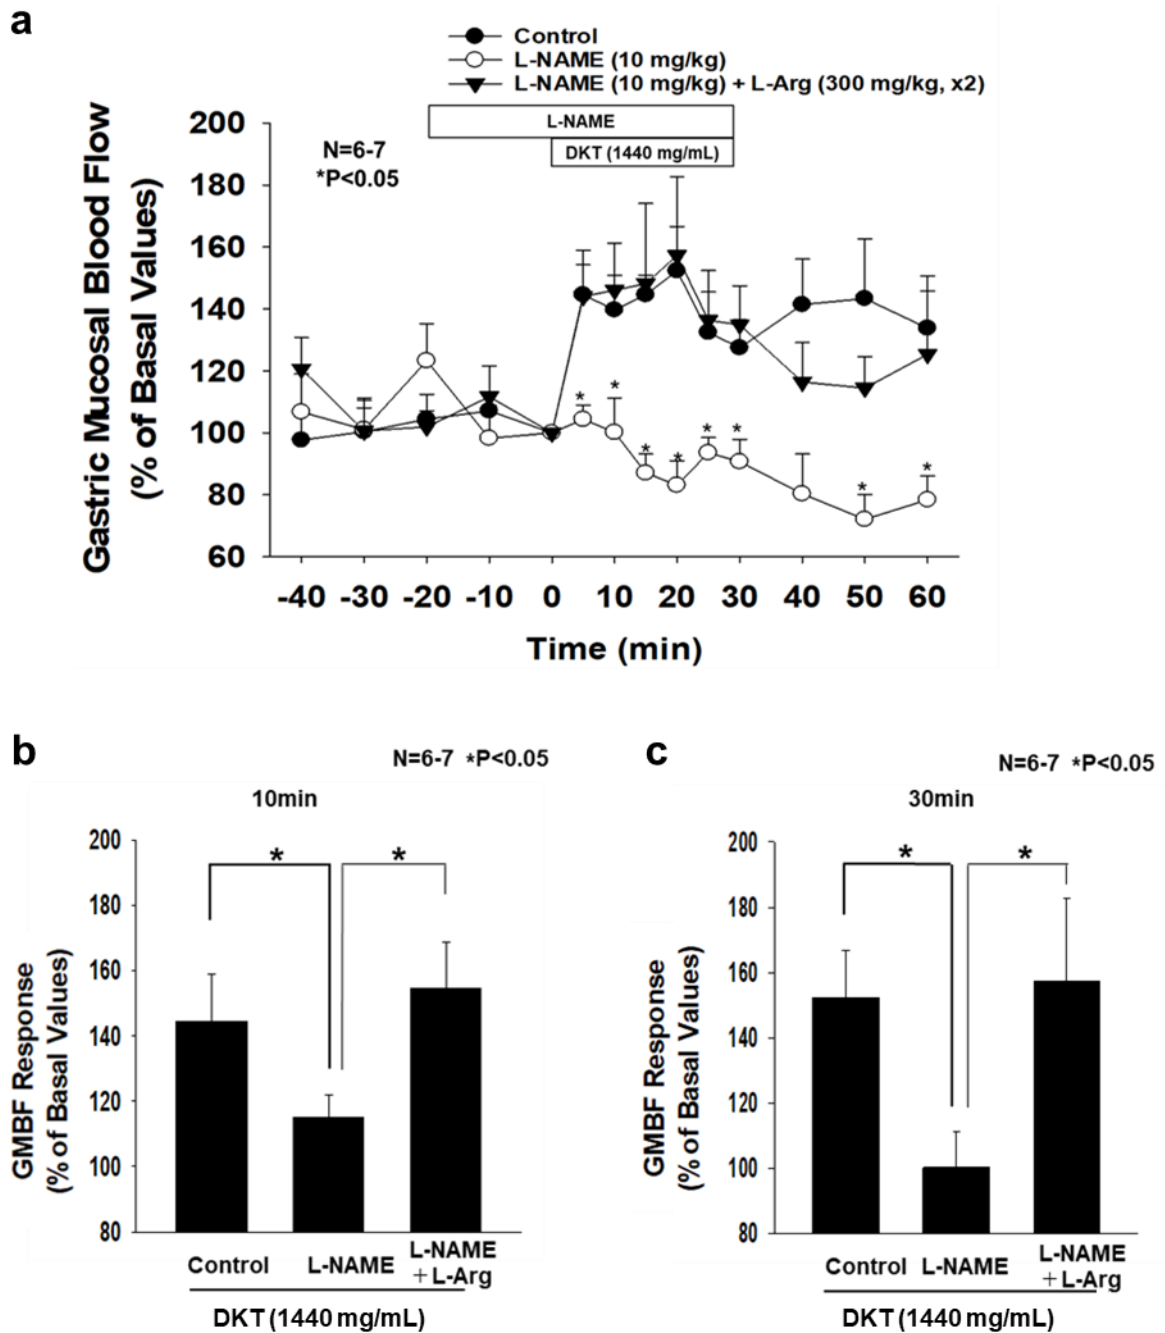 a
Control
L-NAME (10 mg/kg)
L-NAME (10 mg/kg) + L-Arg (300 mg/kg, x2)
Gastric Mucosal Blood Flow
(% of Basal Values)
200
180
160
140
120
100
80
60
N=6-7
*P<0.05
L-NAME
DKT (1440 mg/mL)
* * * * * * * *
-40 -30 -20 -10 0 10 20 30 40 50 60
Time (min)
b
N=6-7 *P<0.05
10min
GMBF Response
(% of Basal Values)
200
180
160
140
120
100
80
* *
Control L-NAME L-NAME
+ L-Arg
DKT (1440 mg/mL)
c
N=6-7 *P<0.05
30min
GMBF Response
(% of Basal Values)
200
180
160
140
120
100
80
* *
Control L-NAME L-NAME
+ L-Arg
DKT (1440 mg/mL)